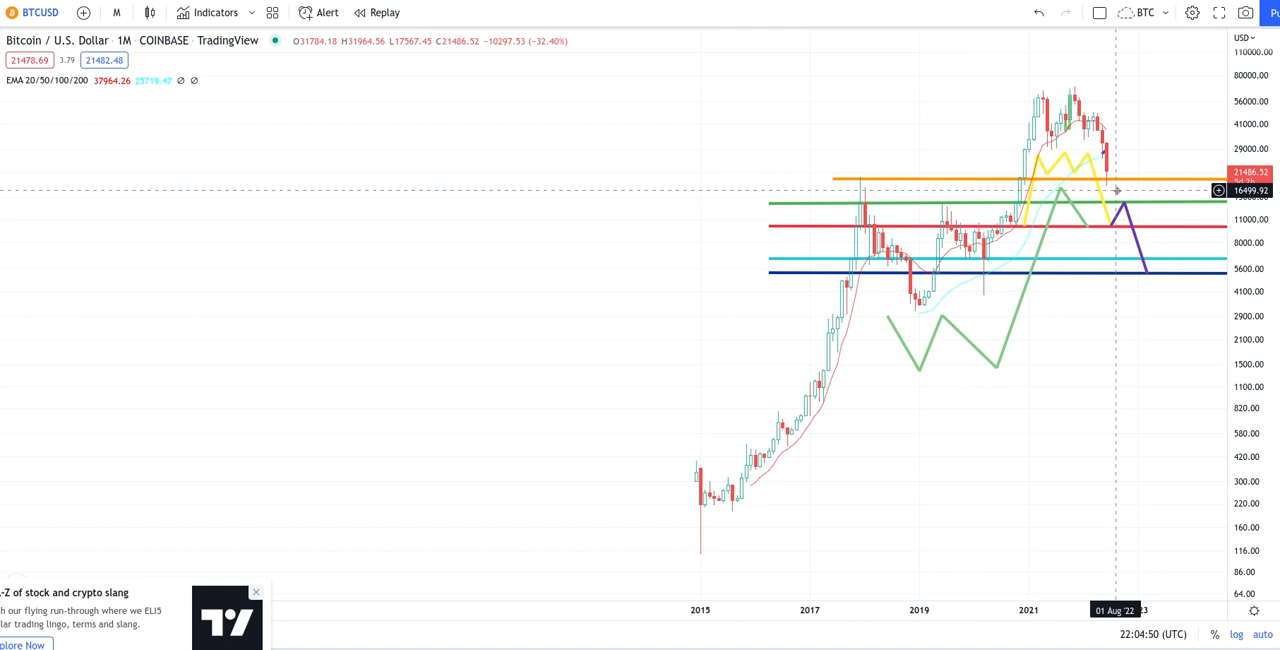 BTCUSD M Indicators Alert Replay BTC
Bitcoin / U.S. Dollar · 1M · COINBASE · TradingView O31784.18 H31964.56 L17567.45 C21486.52 −10297.53 (−32.40%)
21478.69 3.79 21482.48
EMA 20/50/100/200 37964.26 25719.47 ∅ ∅
USD
110000.00
80000.00
56000.00
41000.00
29000.00
21486.52
16499.92
11000.00
8000.00
5600.00
4100.00
2900.00
2100.00
1500.00
1100.00
820.00
580.00
420.00
300.00
220.00
160.00
116.00
86.00
64.00
2015 2017 2019 2021 01 Aug '22
22:04:50 (UTC) % log auto
-Z of stock and crypto slang
h our flying run-through where we ELI5
lar trading lingo, terms and slang.
plore Now